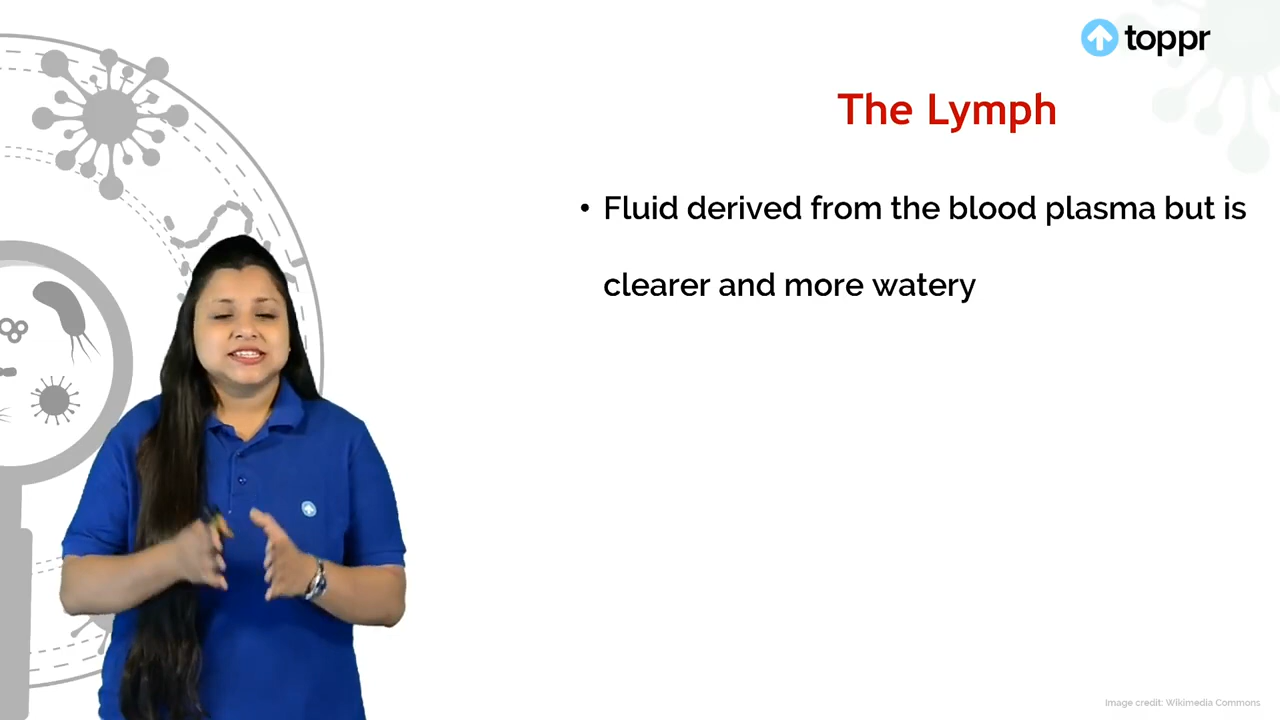 toppr
The Lymph
• Fluid derived from the blood plasma but is
clearer and more watery
Image credit: Wikimedia Commons